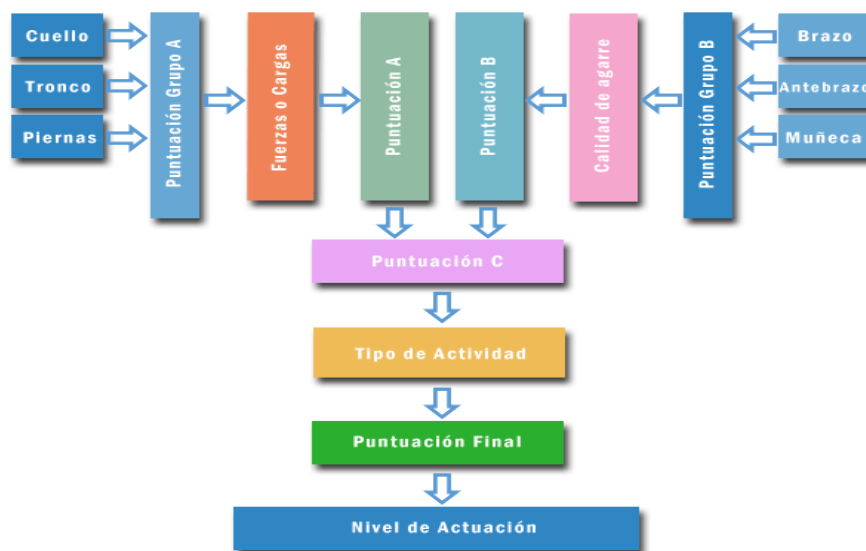 Cuello
Tronco
Piernas
Puntuación Grupo A
Fuerzas o Cargas
Puntuación A
Puntuación B
Calidad de agarre
Puntuación Grupo B
Brazo
Antebrazo
Muñeca
Puntuación C
Tipo de Actividad
Puntuación Final
Nivel de Actuación